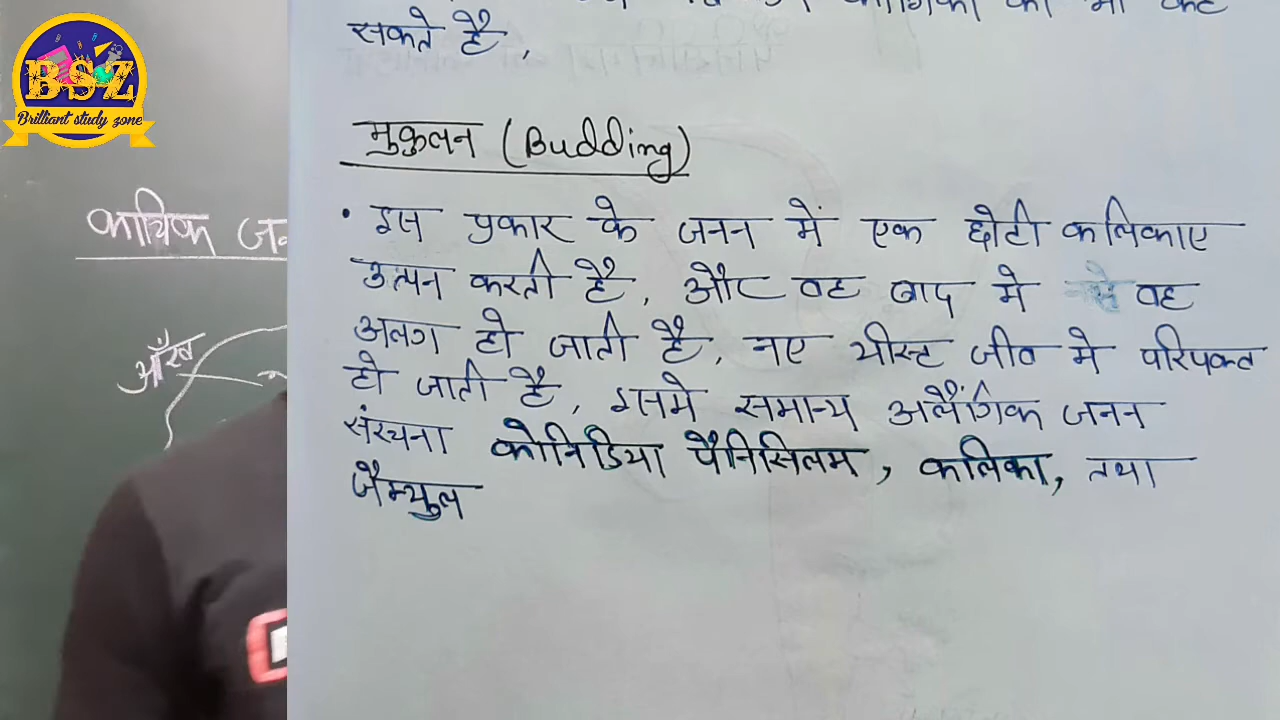 BSZ
Brilliant study zone
कायिक
आँख
सकते है,
मुकुलन (Budding)
• इस प्रकार के जनन में एक छोटी कलिकाए
उत्पन करती है, और वह बाद मे से वह
अलग हो जाती है, नए यीस्ट जीव मे परिपक्व
हो जाती है, इसमे समान्य अलैंगिक जनन
संरचना कोनिडिया पैनिसिलम, कलिका, तथा
जैम्युल